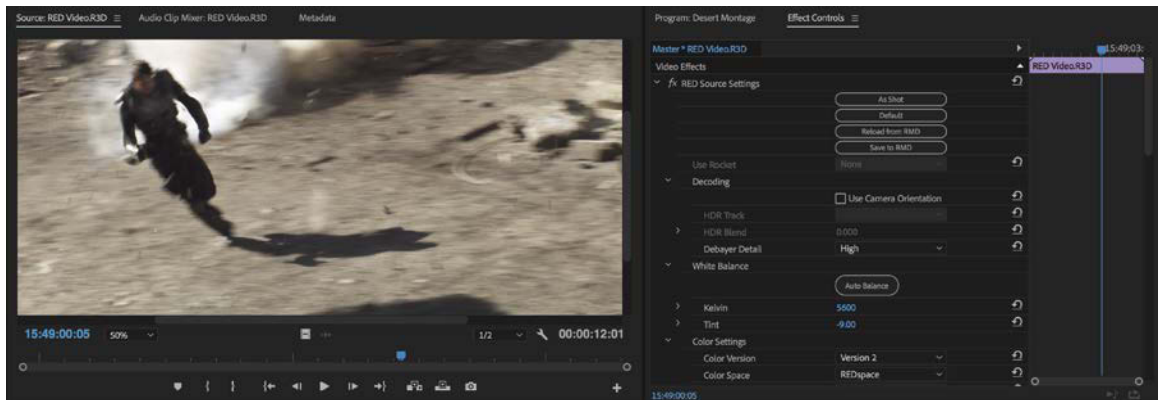 Source: RED Video.R3D
Audio Clip Mixer: RED Video.R3D
Metadata
15:49:00:05
50%
1/2
00:00:12:01
Program: Desert Montage
Effect Controls
Master * RED Video.R3D
15:49:03:
Video Effects
RED Video.R3D
fx RED Source Settings
As Shot
Default
Reload from RMD
Save to RMD
Use Rocket None
Decoding
Use Camera Orientation
HDR Track
HDR Blend 0.000
Debayer Detail High
White Balance
Auto Balance
Kelvin 5600
Tint -9.00
Color Settings
Color Version Version 2
Color Space REDspace
15:49:00:05